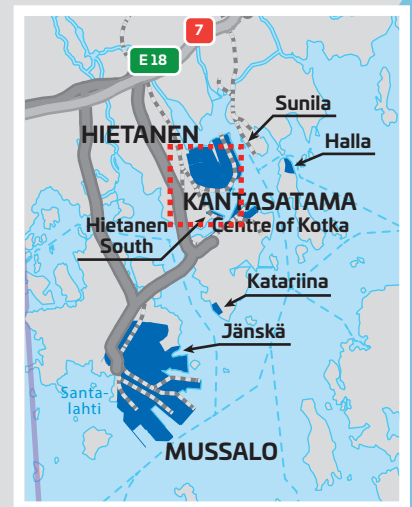 7
E 18
Sunila
HIETANEN
Halla
KANTASATAMA
Hietanen
South
Centre of Kotka
Katariina
Jänskä
Santa-
lahti
MUSSALO